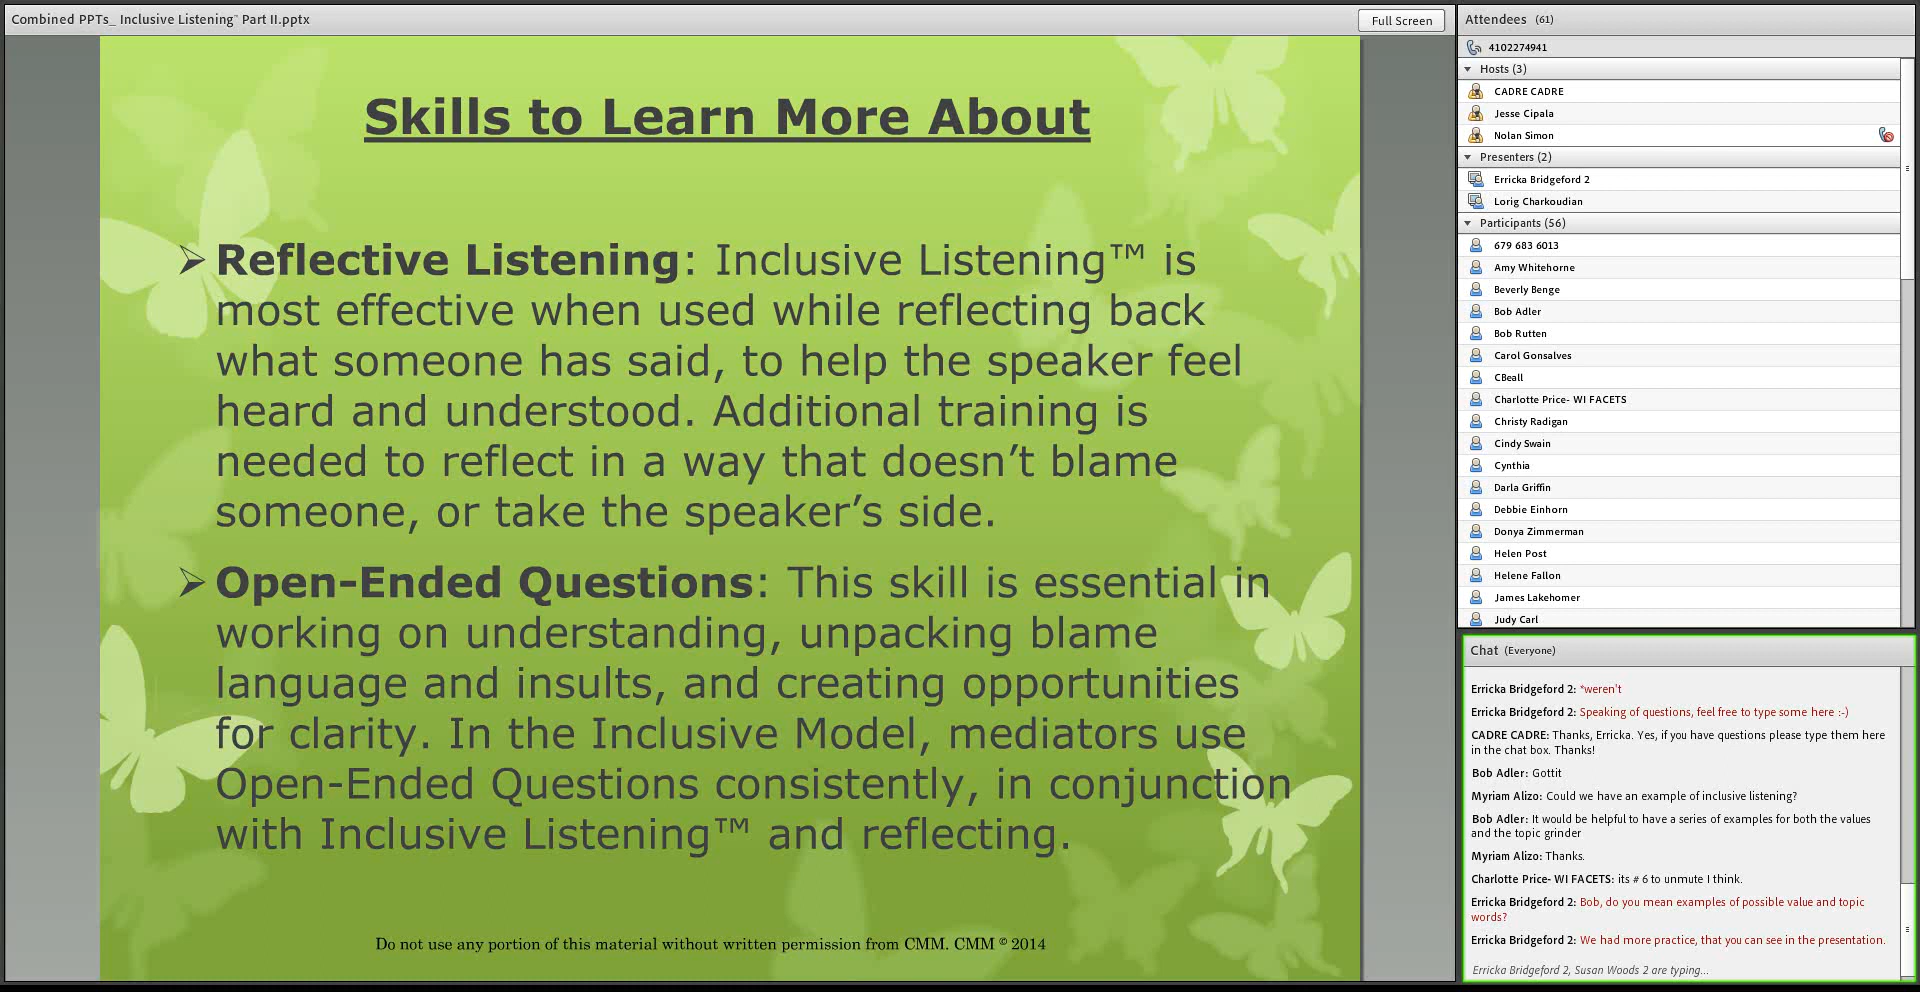 Combined PPTs_ Inclusive Listening™ Part II.pptx
Full Screen
Skills to Learn More About
➢ Reflective Listening: Inclusive Listening™ is
most effective when used while reflecting back
what someone has said, to help the speaker feel
heard and understood. Additional training is
needed to reflect in a way that doesn’t blame
someone, or take the speaker’s side.
➢ Open-Ended Questions: This skill is essential in
working on understanding, unpacking blame
language and insults, and creating opportunities
for clarity. In the Inclusive Model, mediators use
Open-Ended Questions consistently, in conjunction
with Inclusive Listening™ and reflecting.
Do not use any portion of this material without written permission from CMM. CMM © 2014
Attendees (61)
4102274941
Hosts (3)
CADRE CADRE
Jesse Cipala
Nolan Simon
Presenters (2)
Erricka Bridgeford 2
Lorig Charkoudian
Participants (56)
679 683 6013
Amy Whitehorne
Beverly Benge
Bob Adler
Bob Rutten
Carol Gonsalves
CBeall
Charlotte Price- WI FACETS
Christy Radigan
Cindy Swain
Cynthia
Darla Griffin
Debbie Einhorn
Donya Zimmerman
Helen Post
Helene Fallon
James Lakehomer
Judy Carl
Chat (Everyone)
Erricka Bridgeford 2: *weren't
Erricka Bridgeford 2: Speaking of questions, feel free to type some here :-)
CADRE CADRE: Thanks, Erricka. Yes, if you have questions please type them here
in the chat box. Thanks!
Bob Adler: Gottit
Myriam Alizo: Could we have an example of inclusive listening?
Bob Adler: It would be helpful to have a series of examples for both the values
and the topic grinder
Myriam Alizo: Thanks.
Charlotte Price- WI FACETS: its # 6 to unmute I think.
Erricka Bridgeford 2: Bob, do you mean examples of possible value and topic
words?
Erricka Bridgeford 2: We had more practice, that you can see in the presentation.
Erricka Bridgeford 2, Susan Woods 2 are typing...